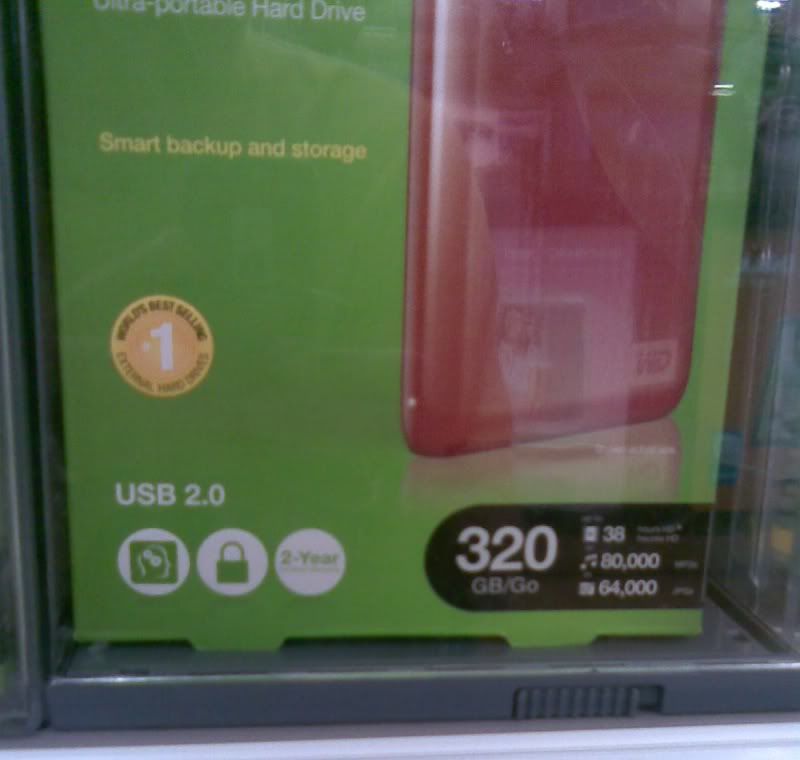 Ultra-portable Hard Drive
Smart backup and storage
WORLD'S BEST SELLING
#1
EXTERNAL HARD DRIVES
WD
USB 2.0
2-Year
320
GB/Go
38
80,000
64,000